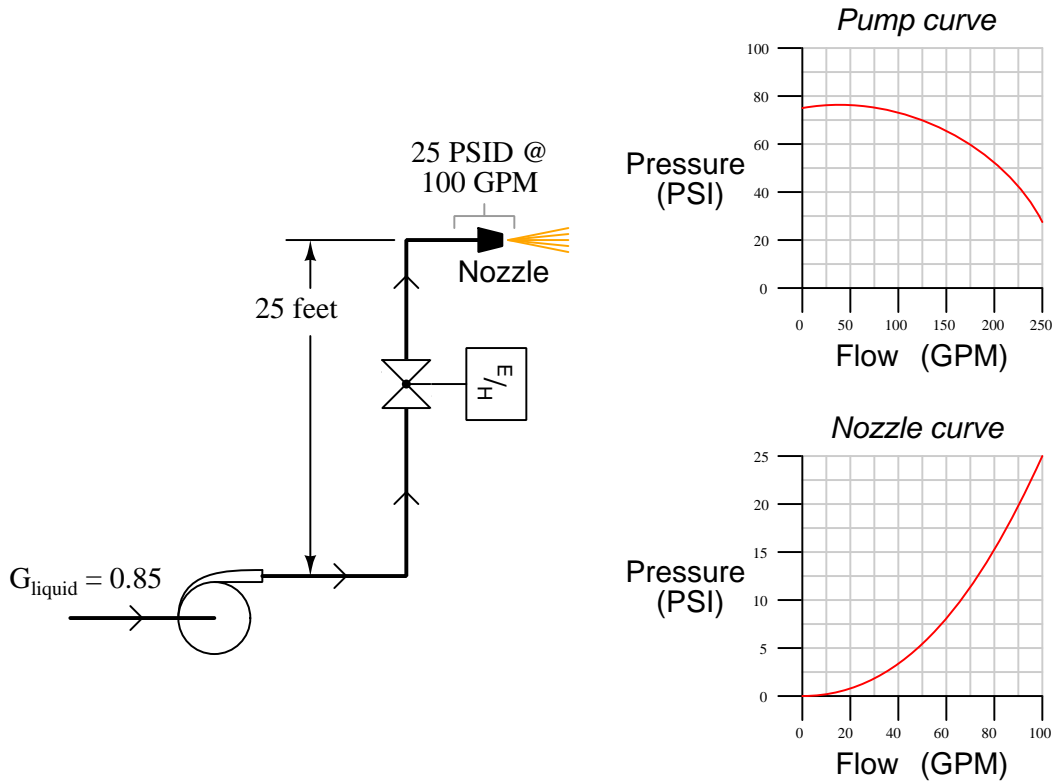 25 PSID @
100 GPM
Nozzle
25 feet
E/H
G liquid = 0.85
Pump curve
Pressure
(PSI)
100
80
60
40
20
0
0 50 100 150 200 250
Flow (GPM)
Nozzle curve
Pressure
(PSI)
25
20
15
10
5
0
0 20 40 60 80 100
Flow (GPM)